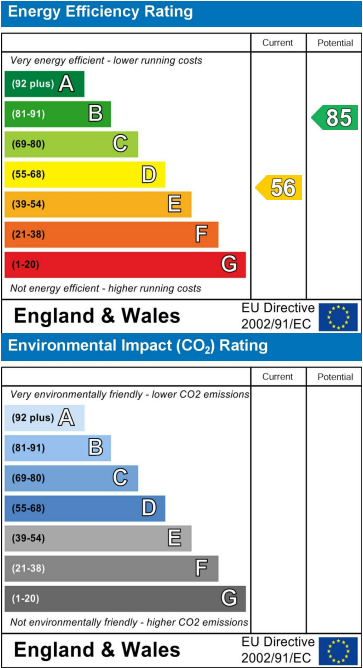 Energy Efficiency Rating
Current Potential
Very energy efficient - lower running costs
(92 plus) A
(81-91) B
85
(69-80) C
(55-68) D
56
(39-54) E
(21-38) F
(1-20) G
Not energy efficient - higher running costs
England & Wales
EU Directive
2002/91/EC
Environmental Impact (CO2) Rating
Current Potential
Very environmentally friendly - lower CO2 emissions
(92 plus) A
(81-91) B
(69-80) C
(55-68) D
(39-54) E
(21-38) F
(1-20) G
Not environmentally friendly - higher CO2 emissions
England & Wales
EU Directive
2002/91/EC